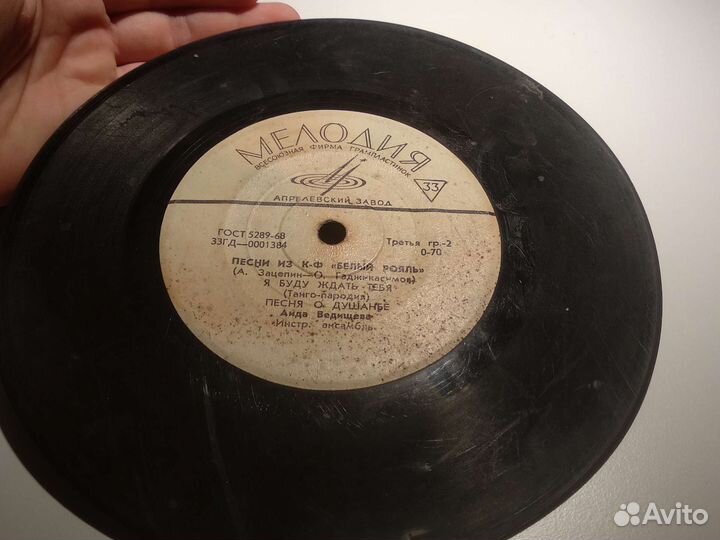 МЕЛОДИЯ
ВСЕСОЮЗНАЯ ФИРМА ГРАМПЛАСТИНОК
33
АПРЕЛЕВСКИЙ ЗАВОД
ГОСТ 5289-68
33ГД—0001384
Третья гр.-2
0-70
ПЕСНИ ИЗ К-Ф «БЕЛЫЙ РОЯЛЬ»
(А. Зацепин—О. Гаджикасимов)
Я БУДУ ЖДАТЬ ТЕБЯ
(Танго-пародия)
ПЕСНЯ О ДУШАНБЕ
Аида Ведищева
Инстр. ансамбль
Avito